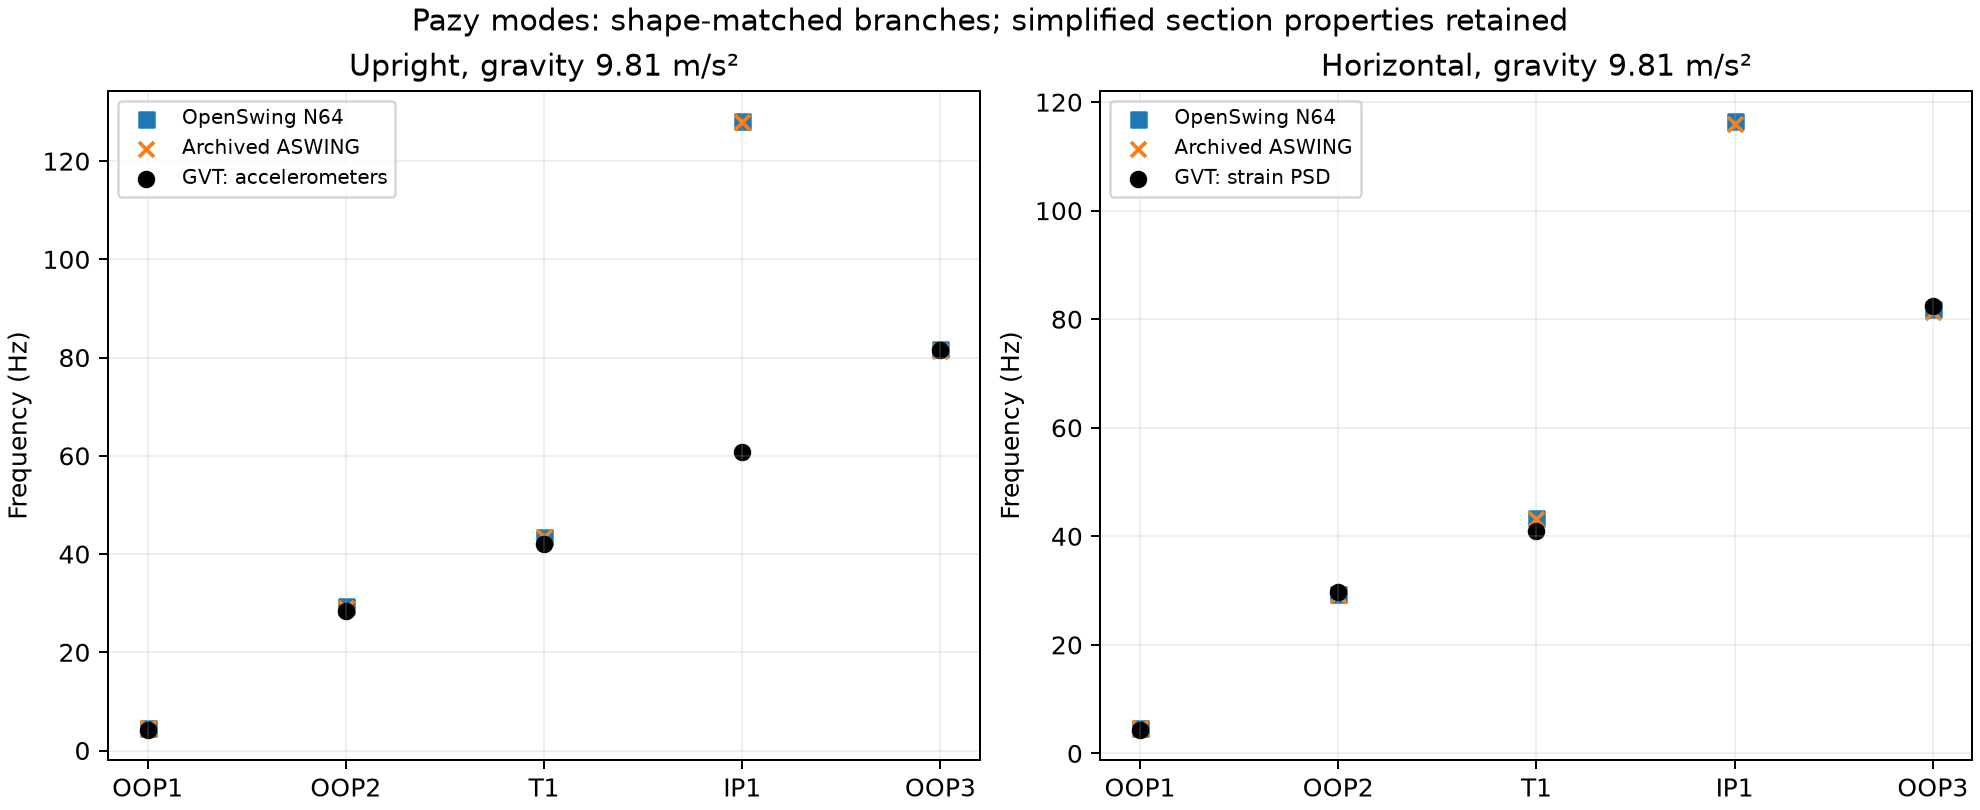 Pazy modes: shape-matched branches; simplified section properties retained
Upright, gravity 9.81 m/s²
OpenSwing N64
Archived ASWING
GVT: accelerometers
Frequency (Hz)
120
100
80
60
40
20
0
OOP1 OOP2 T1 IP1 OOP3
Horizontal, gravity 9.81 m/s²
OpenSwing N64
Archived ASWING
GVT: strain PSD
Frequency (Hz)
120
100
80
60
40
20
0
OOP1 OOP2 T1 IP1 OOP3